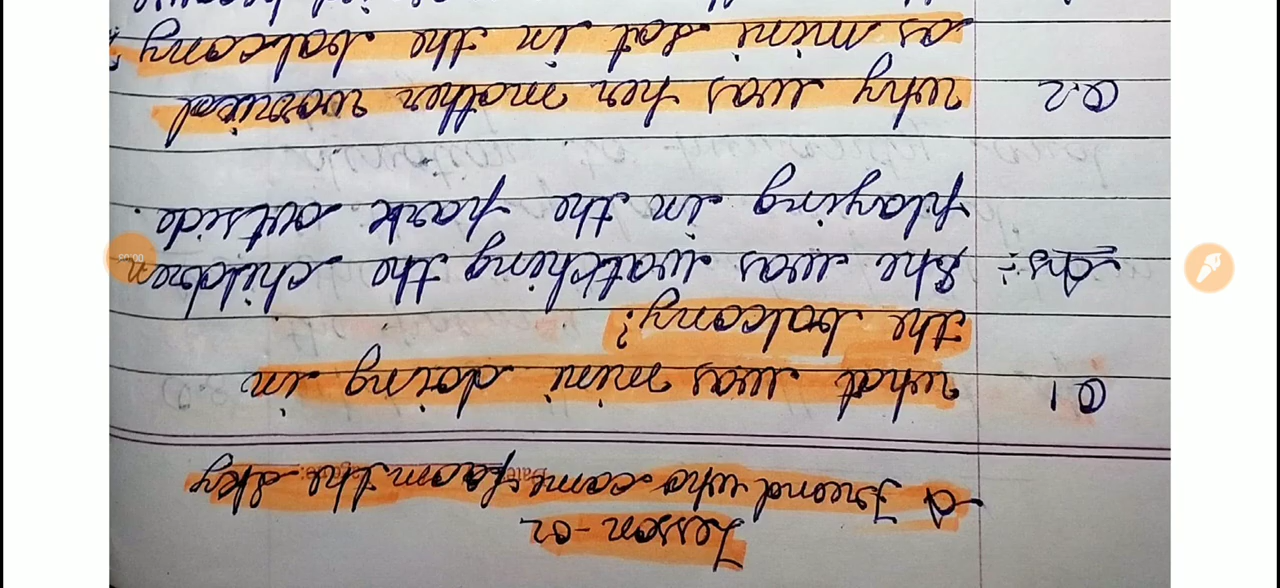 Lesson-02
A Friend who came from the sky
Q1 what was mini doing in
the balcony?
Ans:- She was watching the children
playing in the park outside.
Q.2 why was her mother worried
as mini sat in the balcony